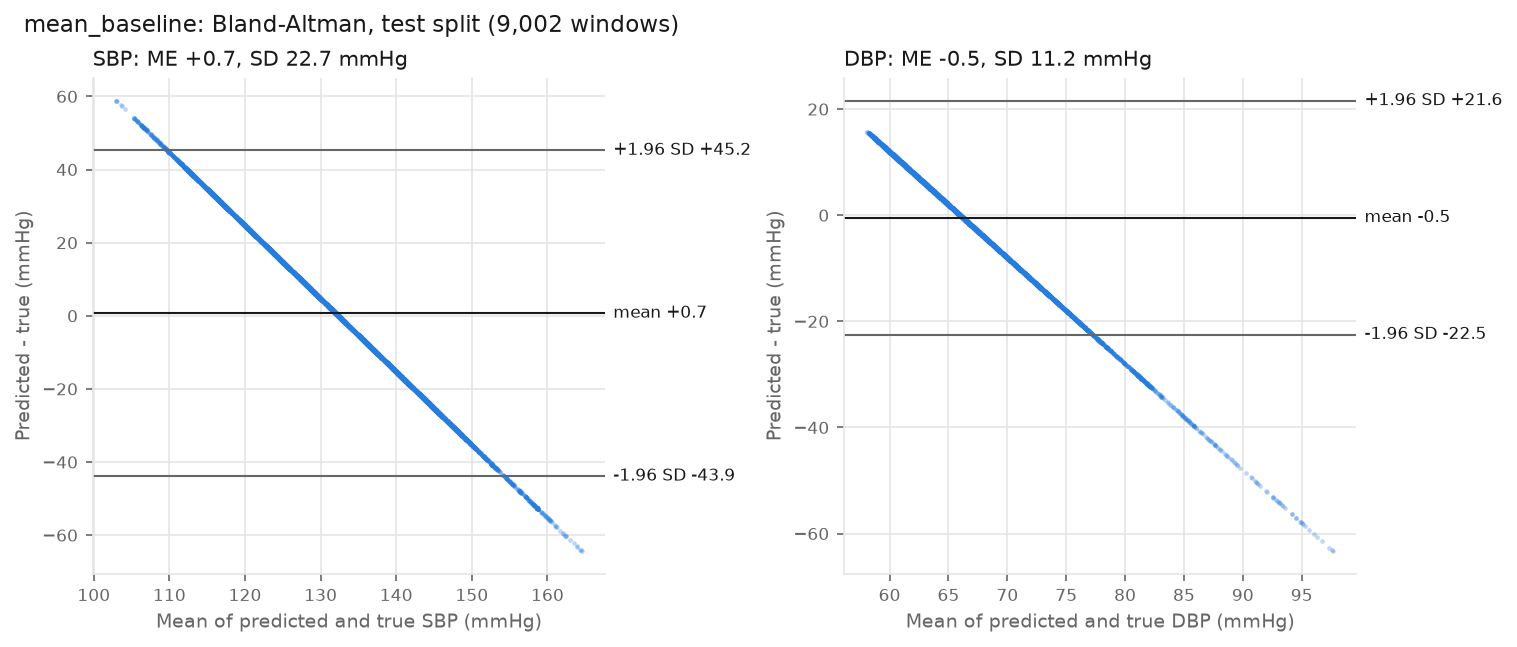 mean_baseline: Bland-Altman, test split (9,002 windows)
SBP: ME +0.7, SD 22.7 mmHg
Predicted - true (mmHg)
60
40
20
0
−20
−40
−60
+1.96 SD +45.2
mean +0.7
-1.96 SD -43.9
100 110 120 130 140 150 160
Mean of predicted and true SBP (mmHg)
DBP: ME -0.5, SD 11.2 mmHg
Predicted - true (mmHg)
20
0
−20
−40
−60
+1.96 SD +21.6
mean -0.5
-1.96 SD -22.5
60 65 70 75 80 85 90 95
Mean of predicted and true DBP (mmHg)